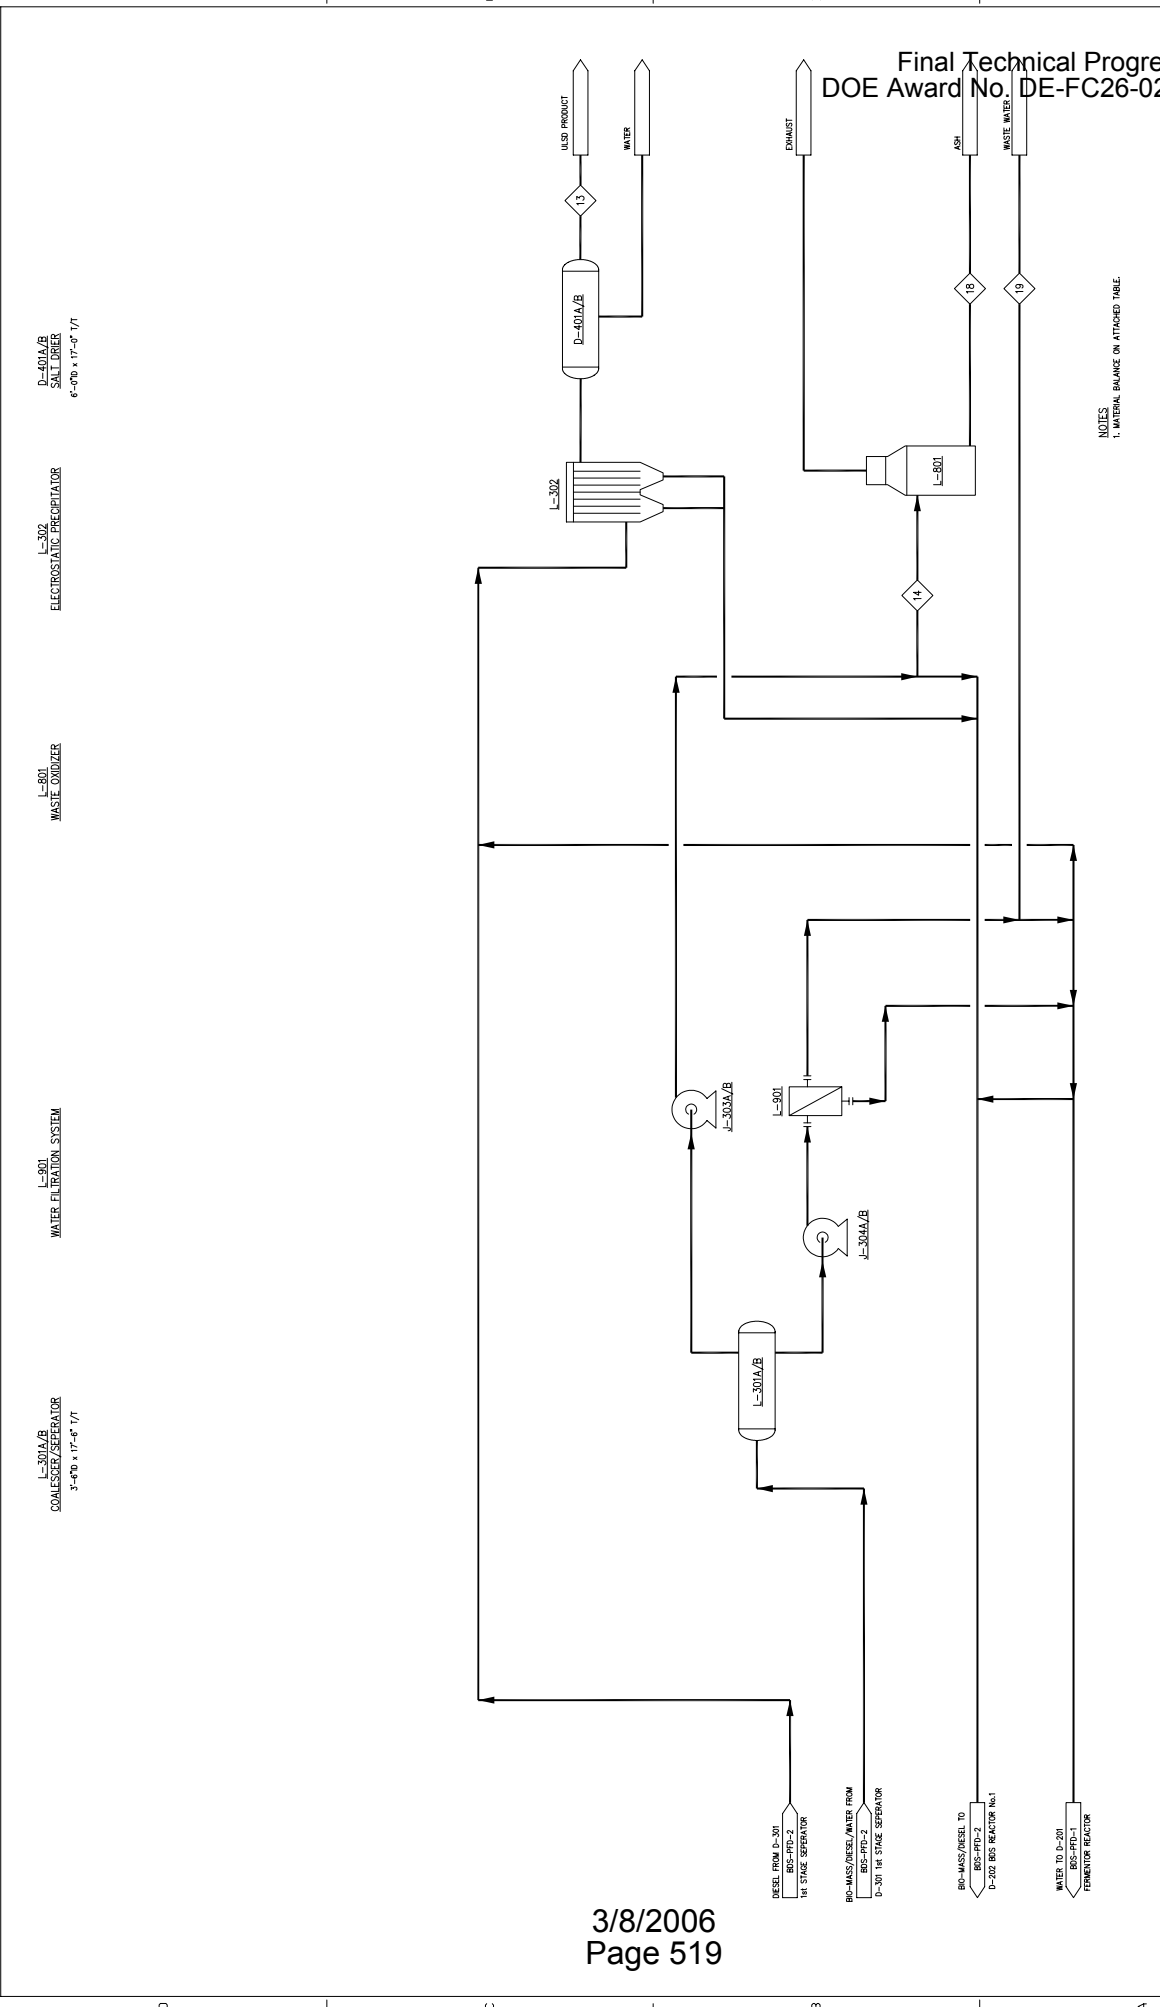 Final Technical Progre
DOE Award No. DE-FC26-02
L-301A/B
COALESCER/SEPERATOR
3'-6"ID x 17'-6" T/T
L-901
WATER FILTRATION SYSTEM
L-801
WASTE OXIDIZER
L-302
ELECTROSTATIC PRECIPITATOR
D-401A/B
SALT DRIER
6'-0"ID x 17'-0" T/T
ULSD PRODUCT
WATER
EXHAUST
ASH
WASTE WATER
13
D-401A/B
18
19
L-302
L-801
14
J-303A/B
L-901
J-304A/B
L-301A/B
DIESEL FROM D-301
BDS-PFD-2
1st STAGE SEPERATOR
BIO-MASS/DIESEL/WATER FROM
BDS-PFD-2
D-301 1st STAGE SEPERATOR
BIO-MASS/DIESEL TO
BDS-PFD-2
D-202 BDS REACTOR No.1
WATER TO D-201
BDS-PFD-1
FERMENTOR REACTOR
NOTES
1. MATERIAL BALANCE ON ATTACHED TABLE.
3/8/2006
Page 519
D
C
B
A